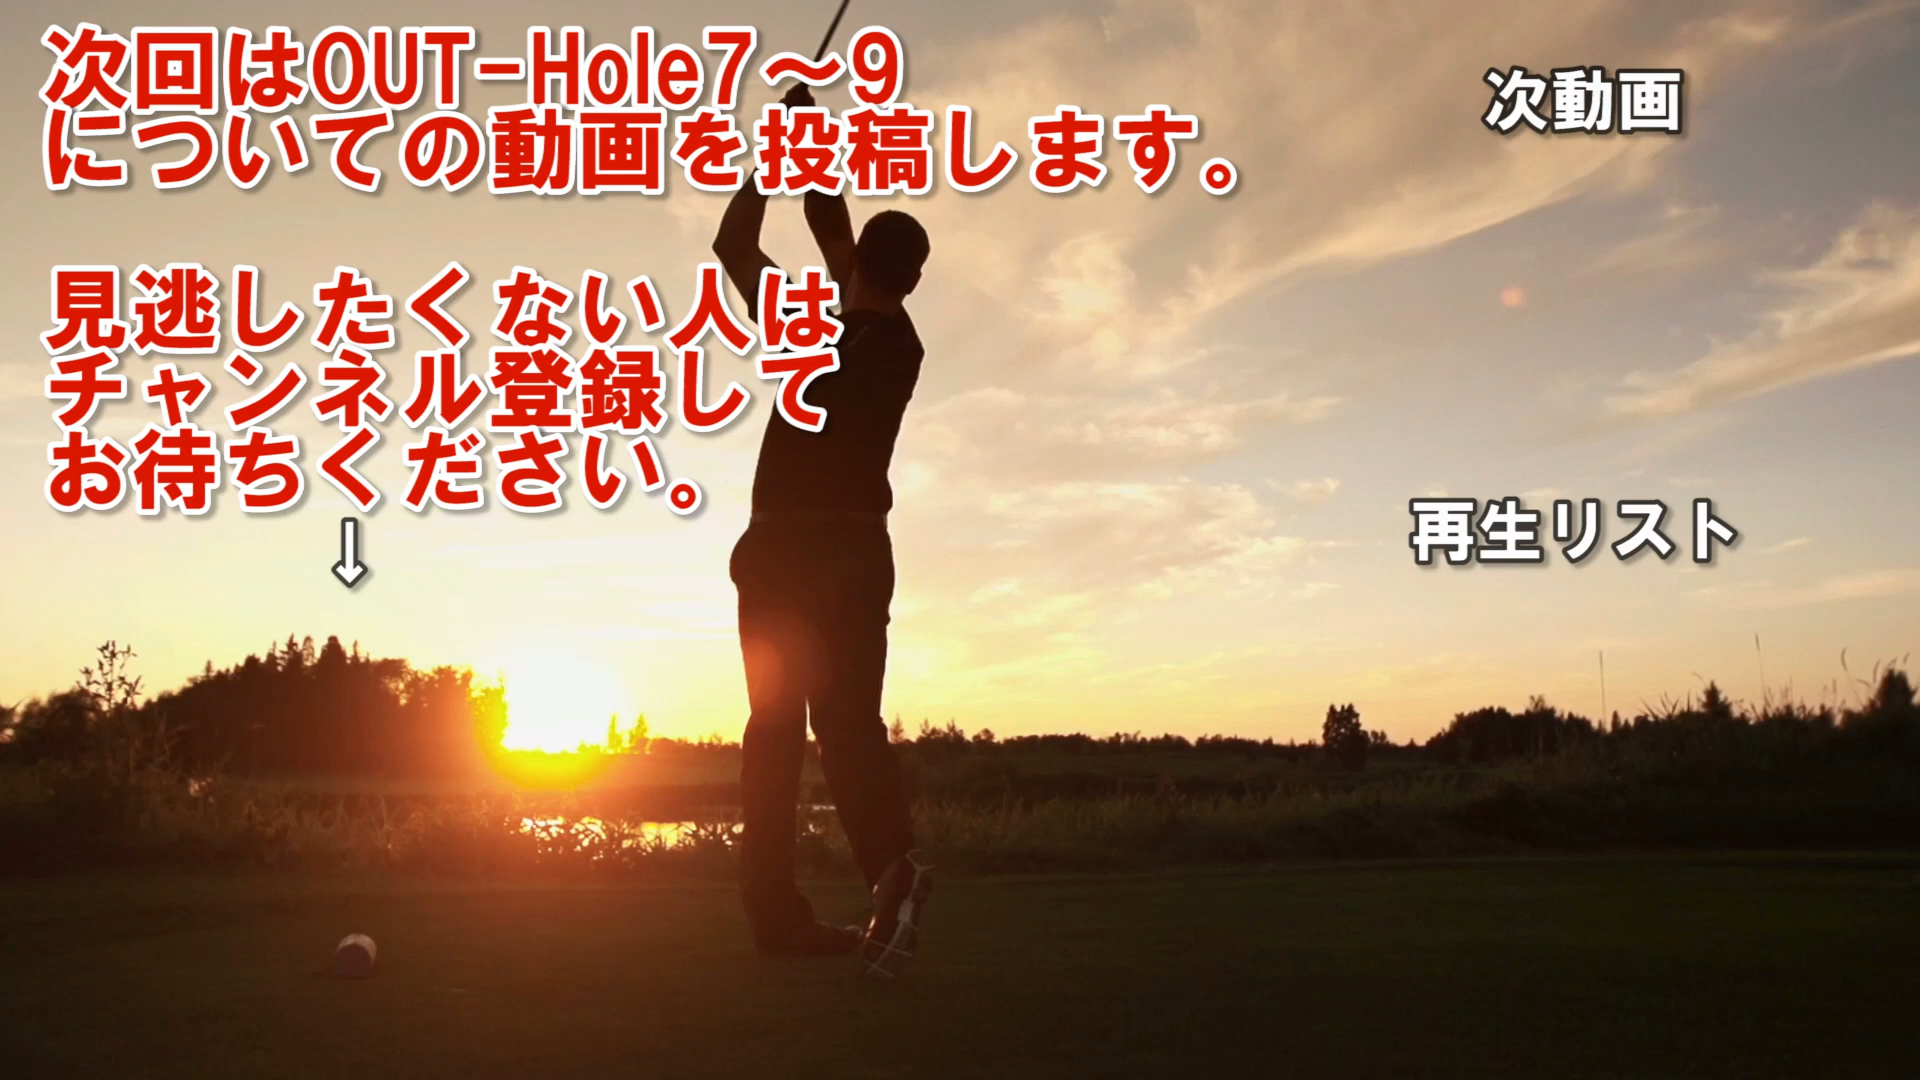 次回はOUT-Hole7～9
についての動画を投稿します。
見逃したくない人は
チャンネル登録して
お待ちください。
↓
次動画
再生リスト